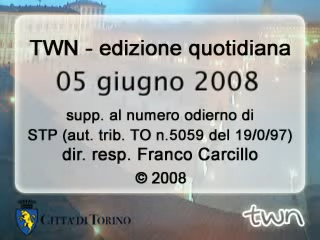 TWN - edizione quotidiana
05 giugno 2008
supp. al numero odierno di
STP (aut. trib. TO n.5059 del 19/0/97)
dir. resp. Franco Carcillo
© 2008
CITTA' DI TORINO
twn